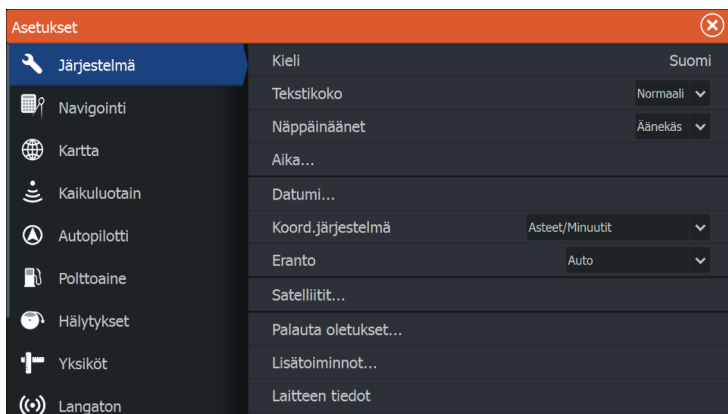 Asetukset
Järjestelmä
Navigointi
Kartta
Kaikuluotain
Autopilotti
Polttoaine
Hälytykset
Yksiköt
Langaton
Kieli Suomi
Tekstikoko Normaali
Näppäinäänet Äänekäs
Aika...
Datumi...
Koord.järjestelmä Asteet/Minuutit
Eranto Auto
Satelliitit...
Palauta oletukset...
Lisätoiminnot...
Laitteen tiedot